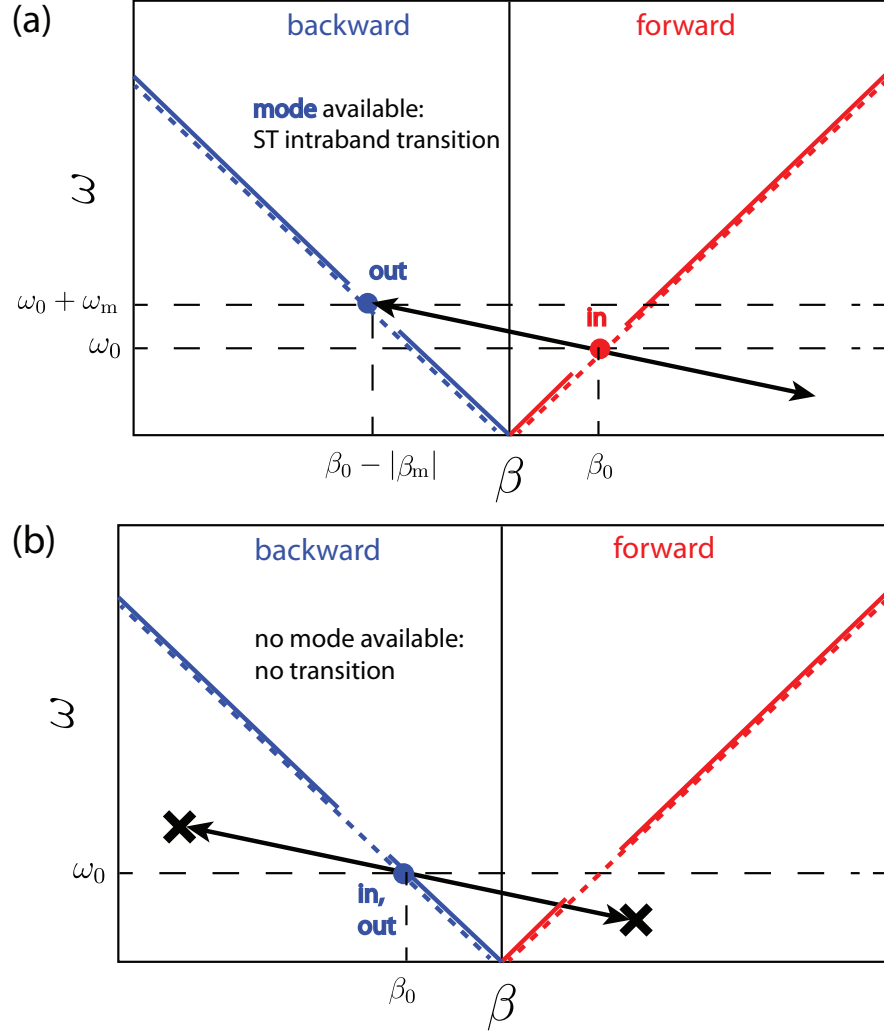 (a)
backward
forward
mode available:
ST intraband transition
ω
out
ω₀ + ωₘ
in
ω₀
β₀ − |βₘ|
β
β₀
(b)
backward
forward
no mode available:
no transition
ω
ω₀
in,
out
β₀
β